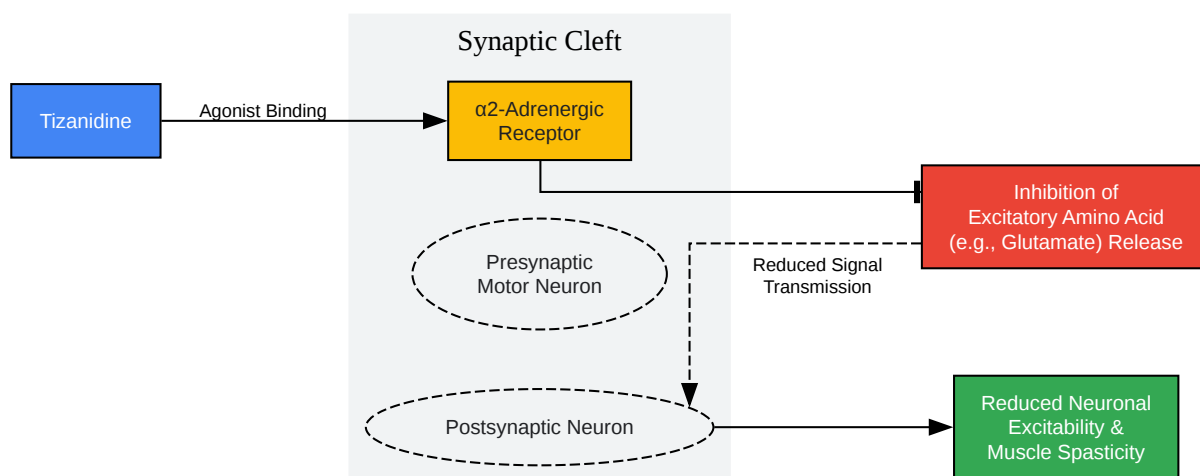 Synaptic Cleft
Tizanidine
Agonist Binding
α2-Adrenergic
Receptor
Inhibition of
Excitatory Amino Acid
(e.g., Glutamate) Release
Presynaptic
Motor Neuron
Reduced Signal
Transmission
Postsynaptic Neuron
Reduced Neuronal
Excitability &
Muscle Spasticity